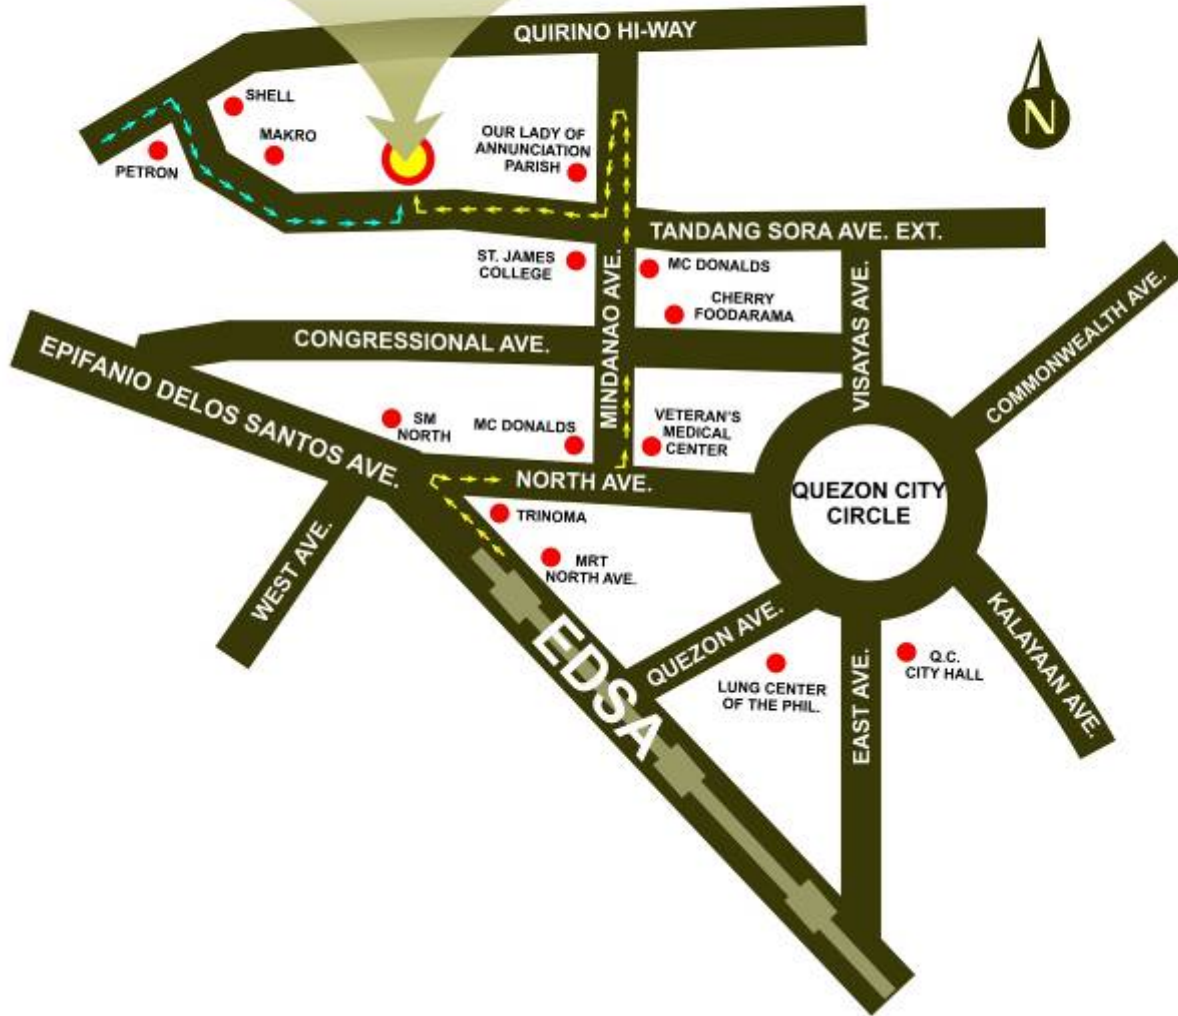 QUIRINO HI-WAY
SHELL
MAKRO
PETRON
OUR LADY OF
ANNUNCIATION
PARISH
N
TANDANG SORA AVE. EXT.
ST. JAMES
COLLEGE
MC DONALDS
CHERRY
FOODARAMA
MINDANAO AVE.
VISAYAS AVE.
COMMONWEALTH AVE.
CONGRESSIONAL AVE.
EPIFANIO DELOS SANTOS AVE.
SM
NORTH
MC DONALDS
VETERAN'S
MEDICAL
CENTER
NORTH AVE.
QUEZON CITY
CIRCLE
TRINOMA
MRT
NORTH AVE.
WEST AVE.
EDSA
QUEZON AVE.
LUNG CENTER
OF THE PHIL.
EAST AVE.
Q.C.
CITY HALL
KALAYAAN AVE.